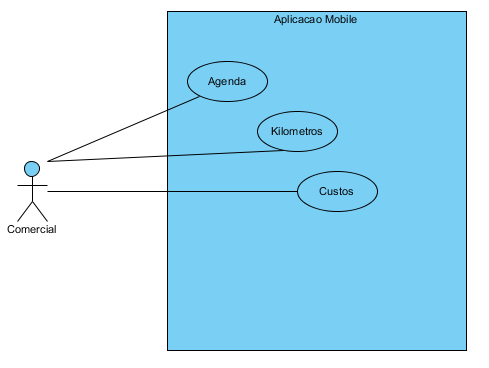 Aplicacao Mobile
Agenda
Kilometros
Custos
Comercial